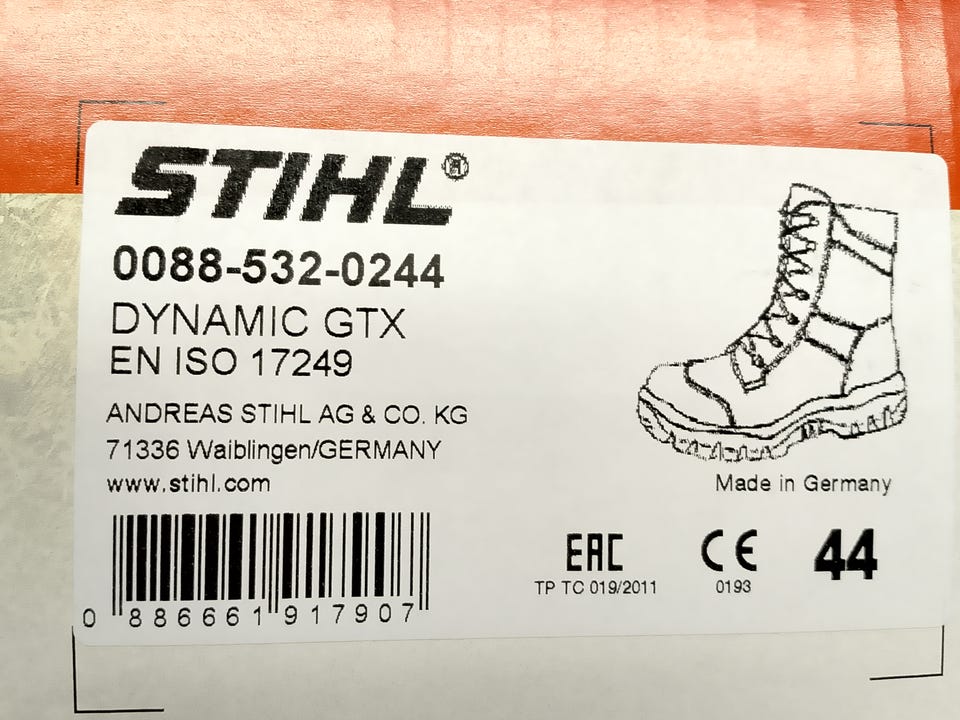 STIHL®
0088-532-0244
DYNAMIC GTX
EN ISO 17249
ANDREAS STIHL AG & CO. KG
71336 Waiblingen/GERMANY
www.stihl.com
Made in Germany
EAC
TP TC 019/2011
CE
0193
44
0 886661 917907